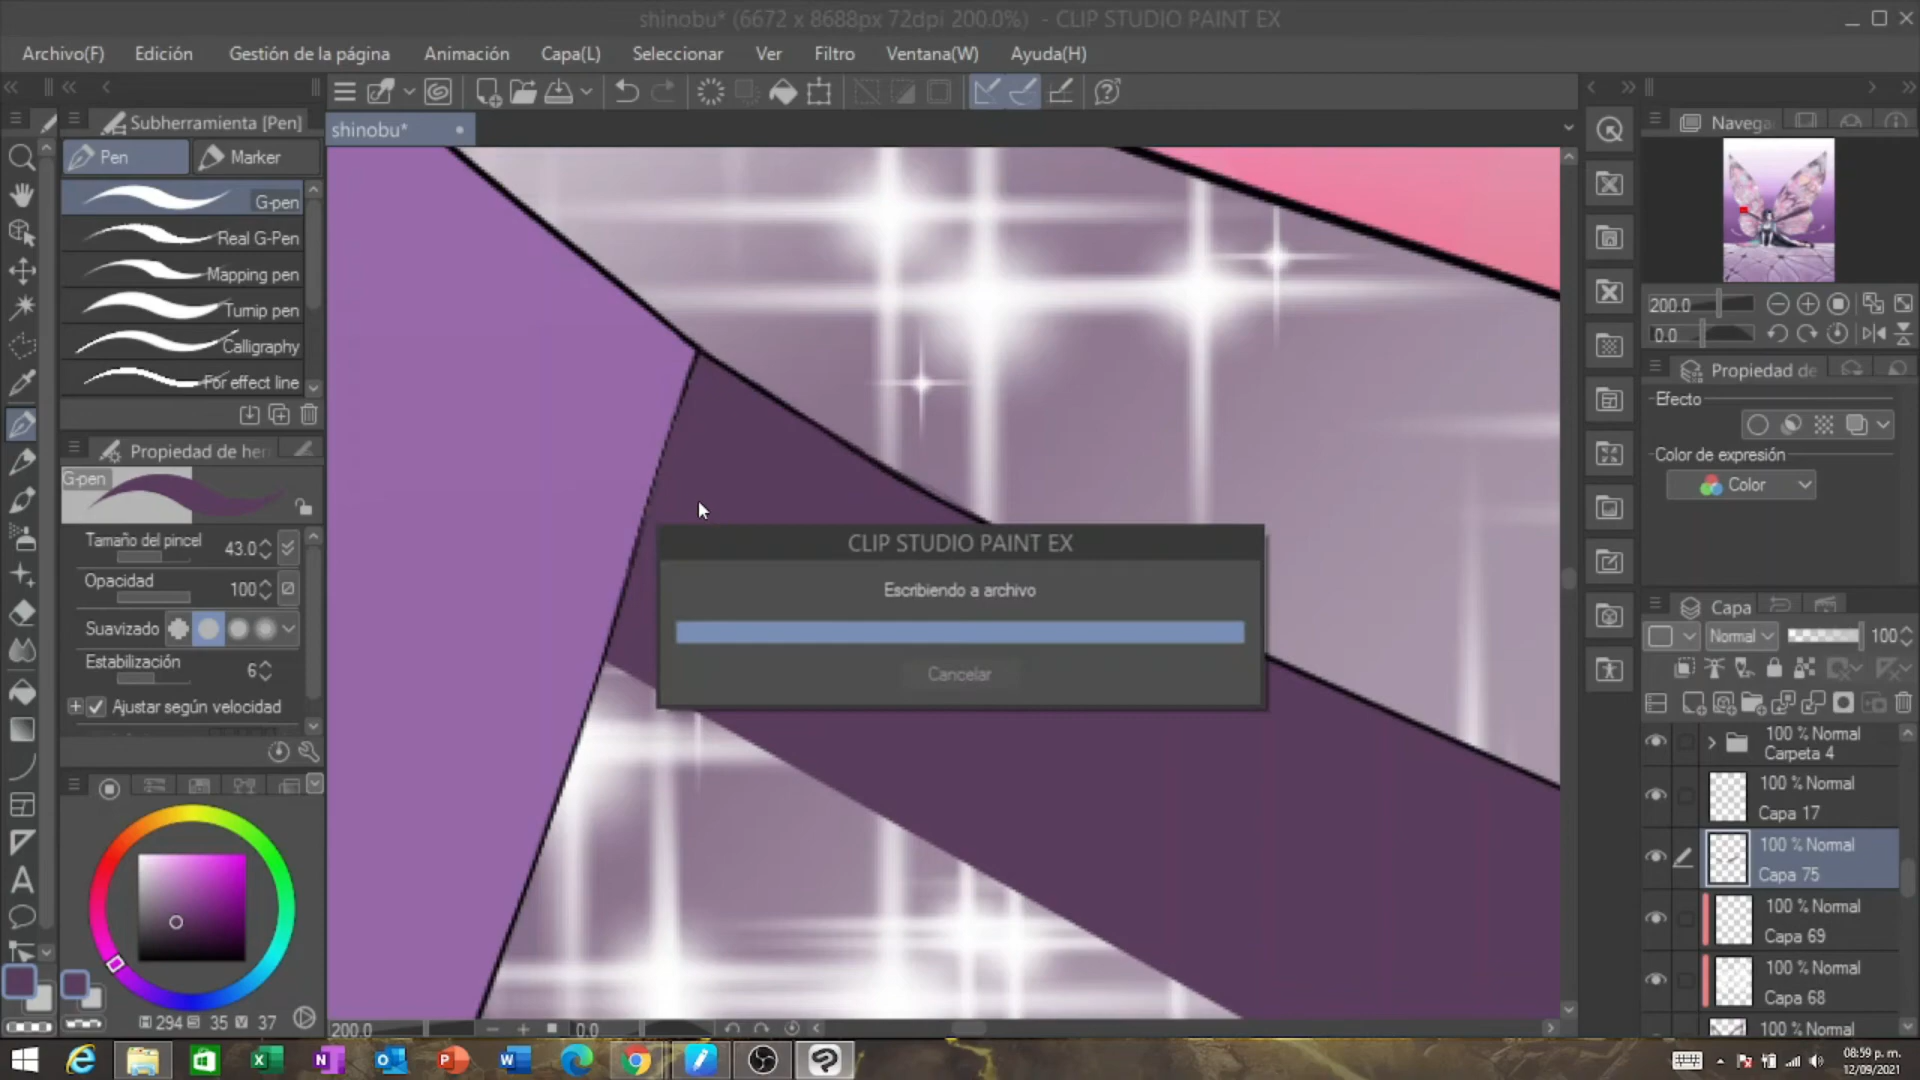 shinobu* (6672 x 8688px 72dpi 200.0%) - CLIP STUDIO PAINT EX
Archivo(F) Edición Gestión de la página Animación Capa(L) Seleccionar Ver Filtro Ventana(W) Ayuda(H)
Subherramienta [Pen]
shinobu*
Pen
Marker
G-pen
Real G-Pen
Mapping pen
Turnip pen
Calligraphy
For effect line
Propiedad de her
G-pen
Tamaño del pincel 43.0
Opacidad 100
Suavizado
Estabilización 6
Ajustar según velocidad
294 35 V 37
CLIP STUDIO PAINT EX
Escribiendo a archivo
Cancelar
200.0 0.0
Navega
200.0
0.0
Propiedad de
Efecto
Color de expresión
Color
Capa
Normal 100
100 % Normal
Carpeta 4
100 % Normal
Capa 17
100 % Normal
Capa 75
100 % Normal
Capa 69
100 % Normal
Capa 68
100 % Normal
08:59 p. m.
12/09/2021